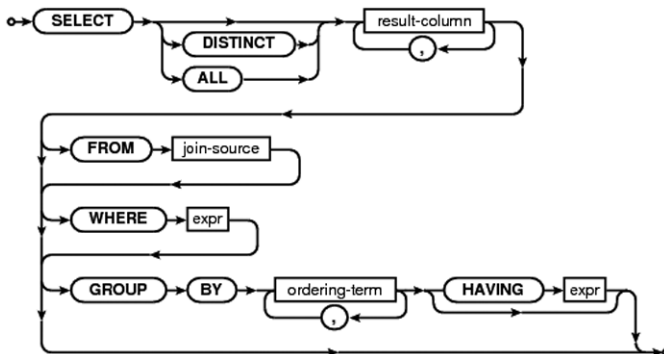 SELECT result-column
DISTINCT ,
ALL
FROM join-source
WHERE expr
GROUP BY ordering-term HAVING expr
,